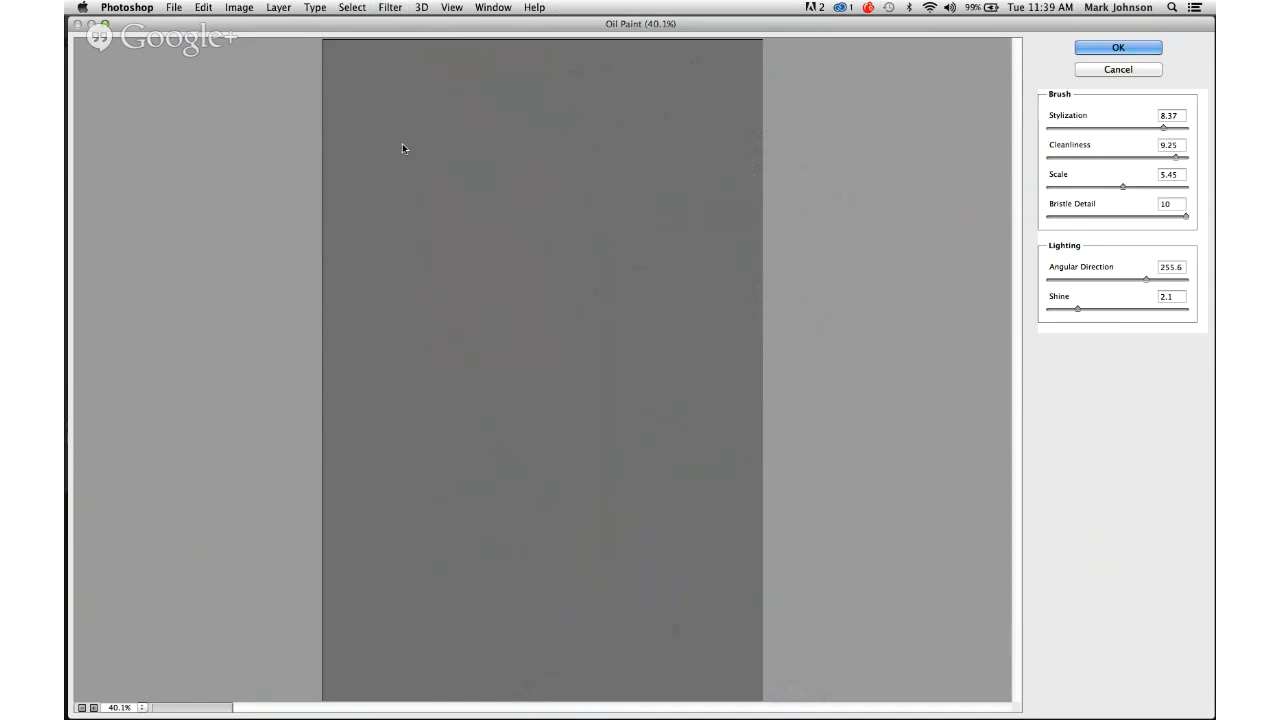 Photoshop File Edit Image Layer Type Select Filter 3D View Window Help 2 1 99% Tue 11:39 AM Mark Johnson
Oil Paint (40.1%)
Google+
OK
Cancel
Brush
Stylization 8.37
Cleanliness 9.25
Scale 5.45
Bristle Detail 10
Lighting
Angular Direction 255.6
Shine 2.1
40.1%